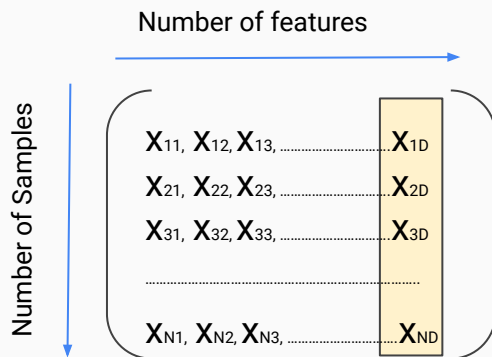 Number of features
Number of Samples
X11, X12, X13, ..............................X1D
X21, X22, X23, ..............................X2D
X31, X32, X33, ..............................X3D
..............................................................
XN1, XN2, XN3, ..............................XND